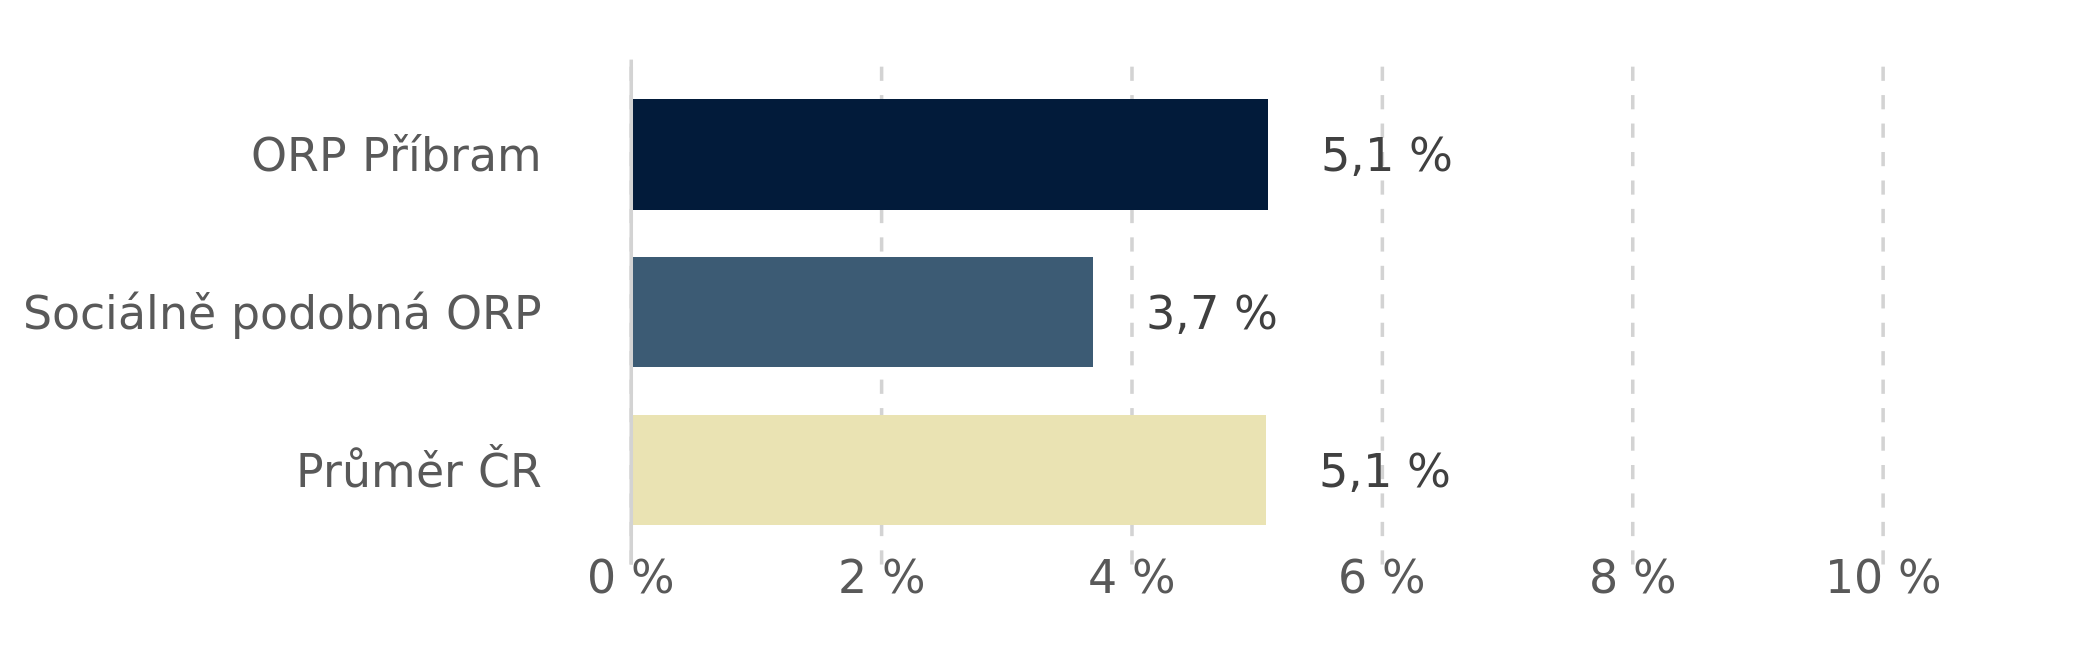 ORP Příbram 5,1 %
Sociálně podobná ORP 3,7 %
Průměr ČR 5,1 %
0 % 2 % 4 % 6 % 8 % 10 %